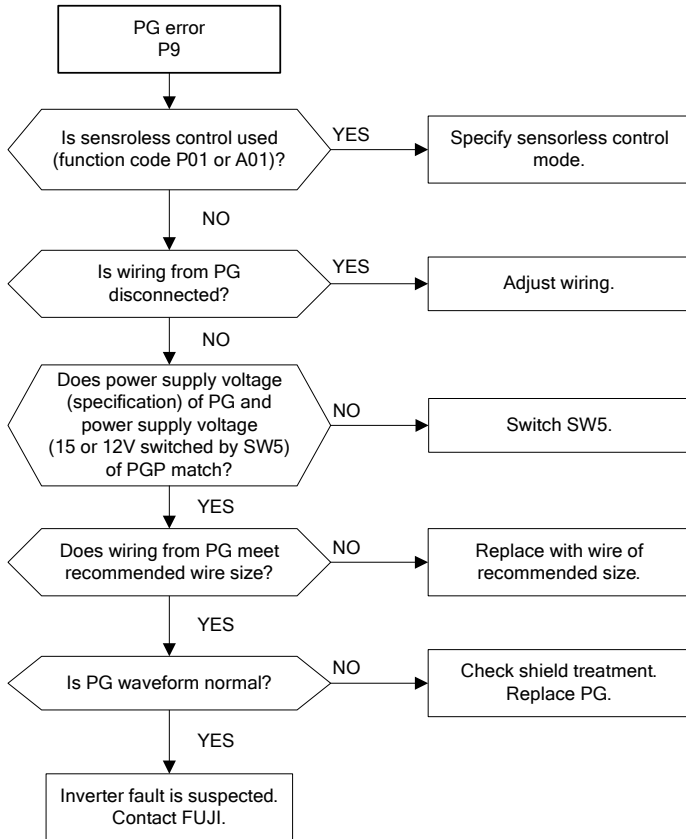 PG error
P9
Is sensroless control used
(function code P01 or A01)?
YES
Specify sensorless control
mode.
NO
Is wiring from PG
disconnected?
YES
Adjust wiring.
NO
Does power supply voltage
(specification) of PG and
power supply voltage
(15 or 12V switched by SW5)
of PGP match?
NO
Switch SW5.
YES
Does wiring from PG meet
recommended wire size?
NO
Replace with wire of
recommended size.
YES
Is PG waveform normal?
NO
Check shield treatment.
Replace PG.
YES
Inverter fault is suspected.
Contact FUJI.